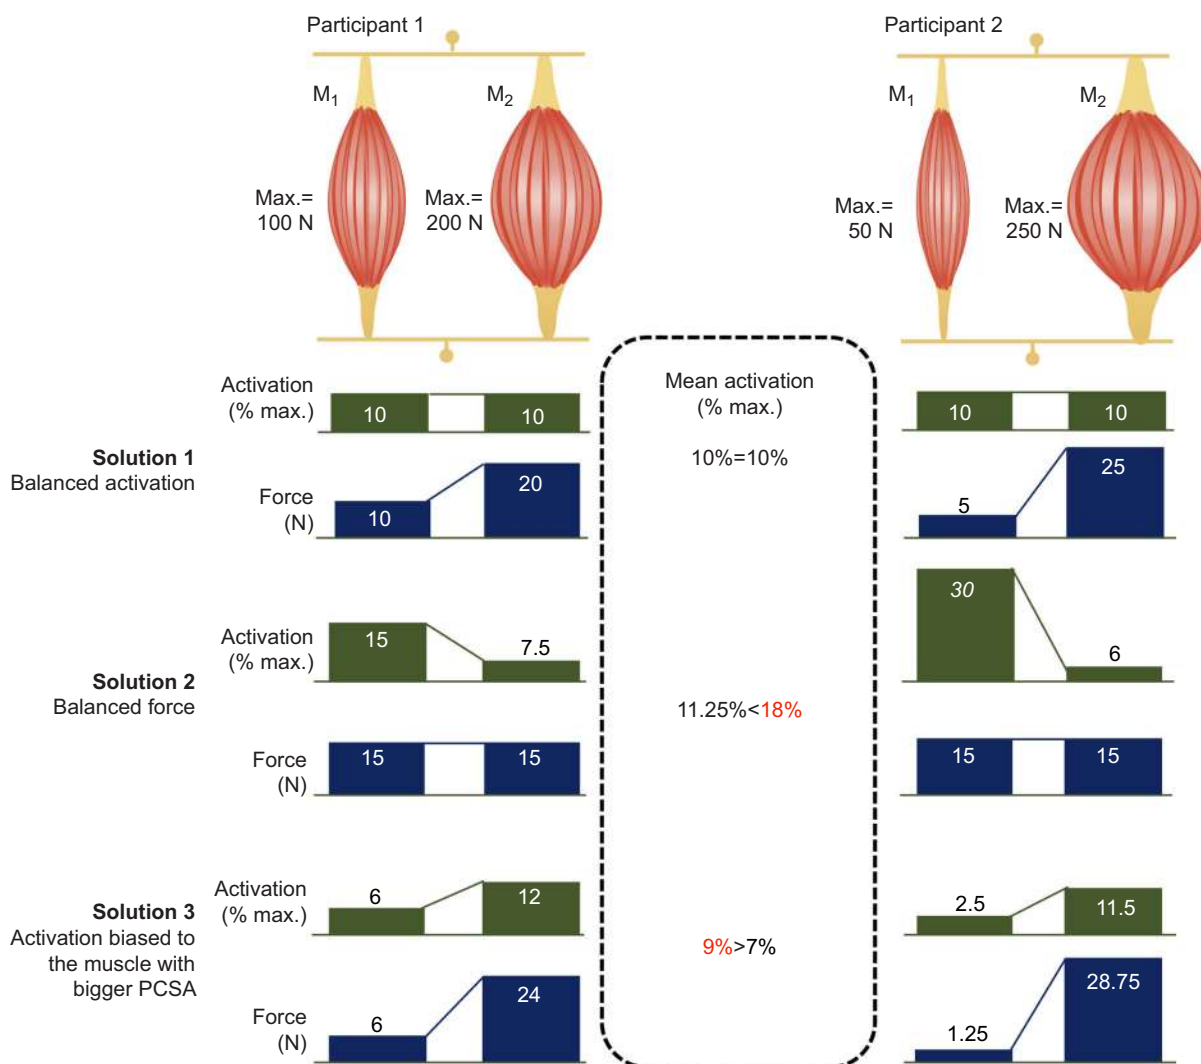 Participant 1
Participant 2
M1
M2
M1
M2
Max.=
100 N
Max.=
200 N
Max.=
50 N
Max.=
250 N
Activation
(% max.)
10
10
Mean activation
(% max.)
10
10
Solution 1
Balanced activation
Force
(N)
10
20
10%=10%
5
25
Solution 2
Balanced force
Activation
(% max.)
15
7.5
30
6
11.25%<18%
Force
(N)
15
15
15
15
Solution 3
Activation biased to
the muscle with
bigger PCSA
Activation
(% max.)
6
12
2.5
11.5
9%>7%
Force
(N)
6
24
1.25
28.75